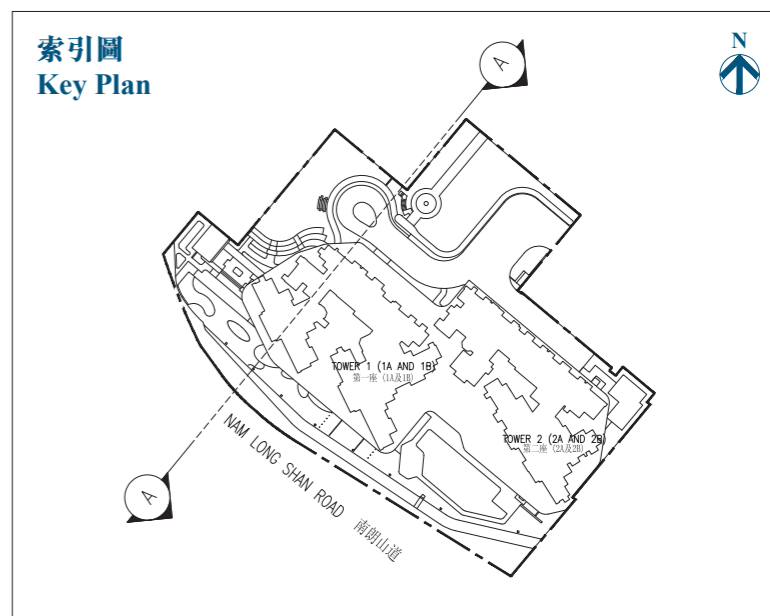 索引圖
Key Plan
N
A
TOWER 1 (1A AND 1B)
第一座 (1A及1B)
TOWER 2 (2A AND 2B)
第二座 (2A及2B)
A
NAM LONG SHAN ROAD 南朗山道